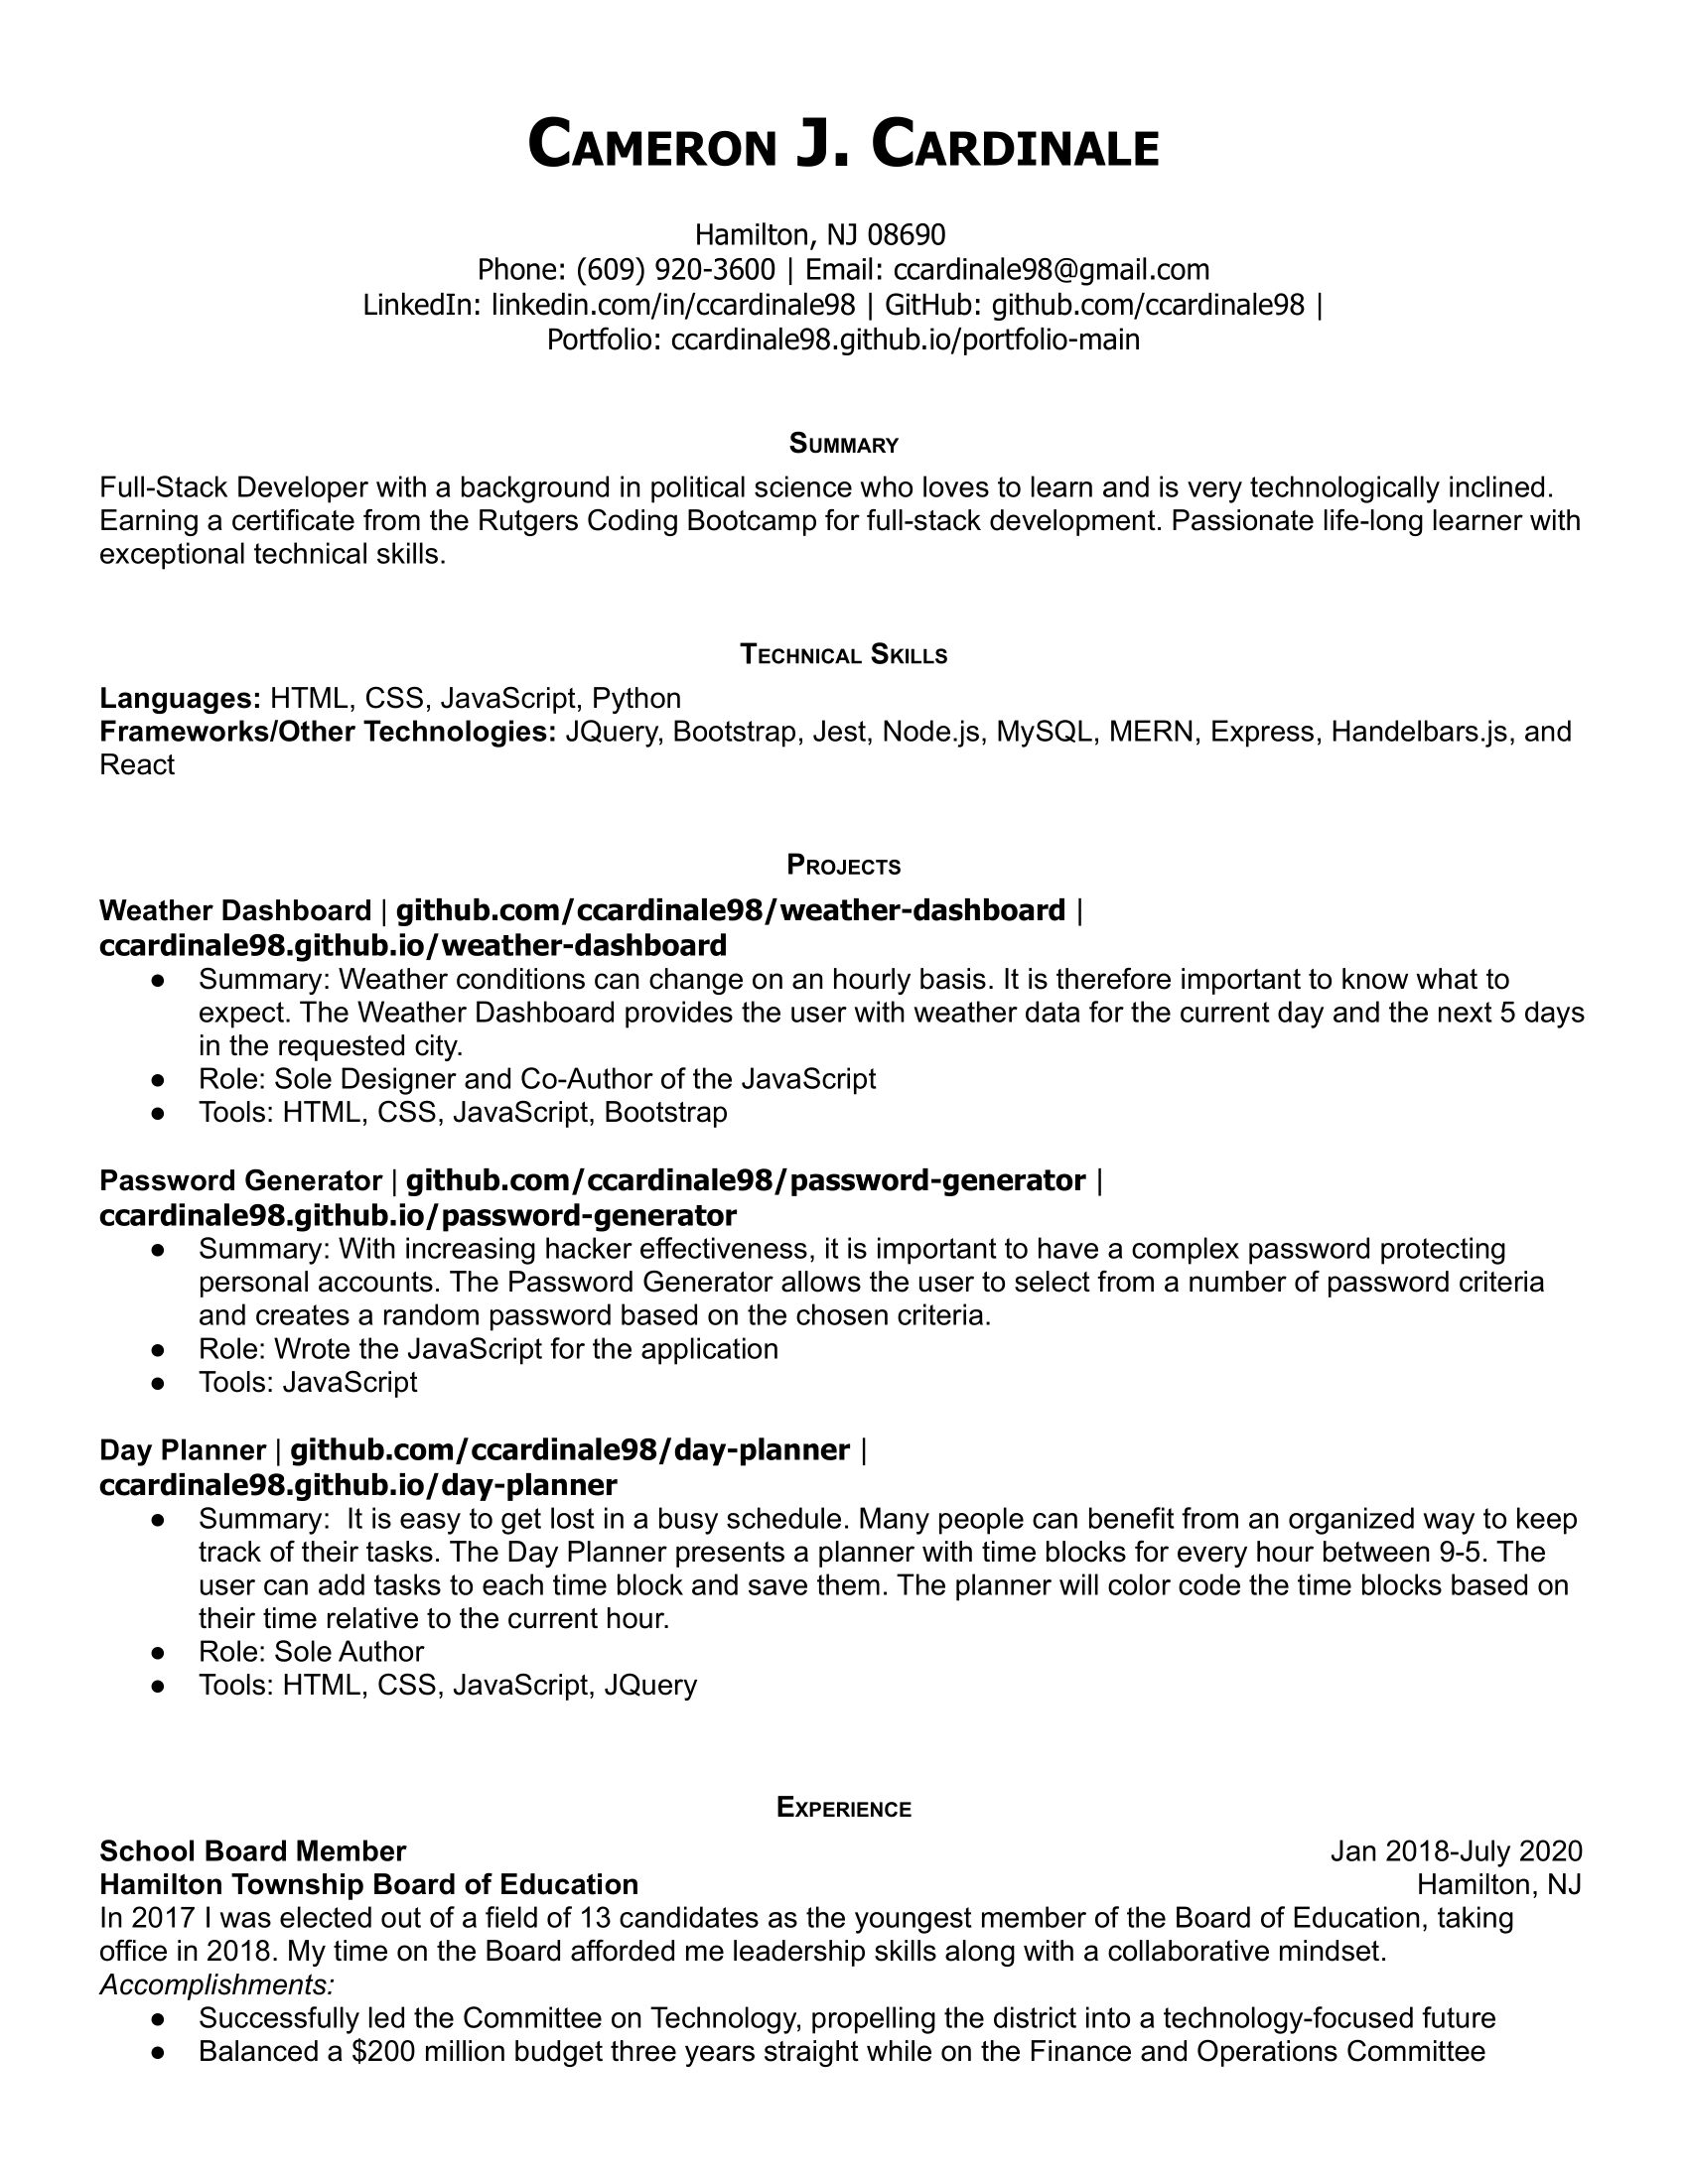 Cameron J. Cardinale
Hamilton, NJ 08690
Phone: (609) 920-3600 | Email: ccardinale98@gmail.com
LinkedIn: linkedin.com/in/ccardinale98 | GitHub: github.com/ccardinale98 |
Portfolio: ccardinale98.github.io/portfolio-main
Summary
Full-Stack Developer with a background in political science who loves to learn and is very technologically inclined.
Earning a certificate from the Rutgers Coding Bootcamp for full-stack development. Passionate life-long learner with
exceptional technical skills.
Technical Skills
Languages: HTML, CSS, JavaScript, Python
Frameworks/Other Technologies: JQuery, Bootstrap, Jest, Node.js, MySQL, MERN, Express, Handelbars.js, and
React
Projects
Weather Dashboard | github.com/ccardinale98/weather-dashboard |
ccardinale98.github.io/weather-dashboard
● Summary: Weather conditions can change on an hourly basis. It is therefore important to know what to
expect. The Weather Dashboard provides the user with weather data for the current day and the next 5 days
in the requested city.
● Role: Sole Designer and Co-Author of the JavaScript
● Tools: HTML, CSS, JavaScript, Bootstrap
Password Generator | github.com/ccardinale98/password-generator |
ccardinale98.github.io/password-generator
● Summary: With increasing hacker effectiveness, it is important to have a complex password protecting
personal accounts. The Password Generator allows the user to select from a number of password criteria
and creates a random password based on the chosen criteria.
● Role: Wrote the JavaScript for the application
● Tools: JavaScript
Day Planner | github.com/ccardinale98/day-planner |
ccardinale98.github.io/day-planner
● Summary:  It is easy to get lost in a busy schedule. Many people can benefit from an organized way to keep
track of their tasks. The Day Planner presents a planner with time blocks for every hour between 9-5. The
user can add tasks to each time block and save them. The planner will color code the time blocks based on
their time relative to the current hour.
● Role: Sole Author
● Tools: HTML, CSS, JavaScript, JQuery
Experience
School Board Member Jan 2018-July 2020
Hamilton Township Board of Education Hamilton, NJ
In 2017 I was elected out of a field of 13 candidates as the youngest member of the Board of Education, taking
office in 2018. My time on the Board afforded me leadership skills along with a collaborative mindset.
Accomplishments:
● Successfully led the Committee on Technology, propelling the district into a technology-focused future
● Balanced a $200 million budget three years straight while on the Finance and Operations Committee